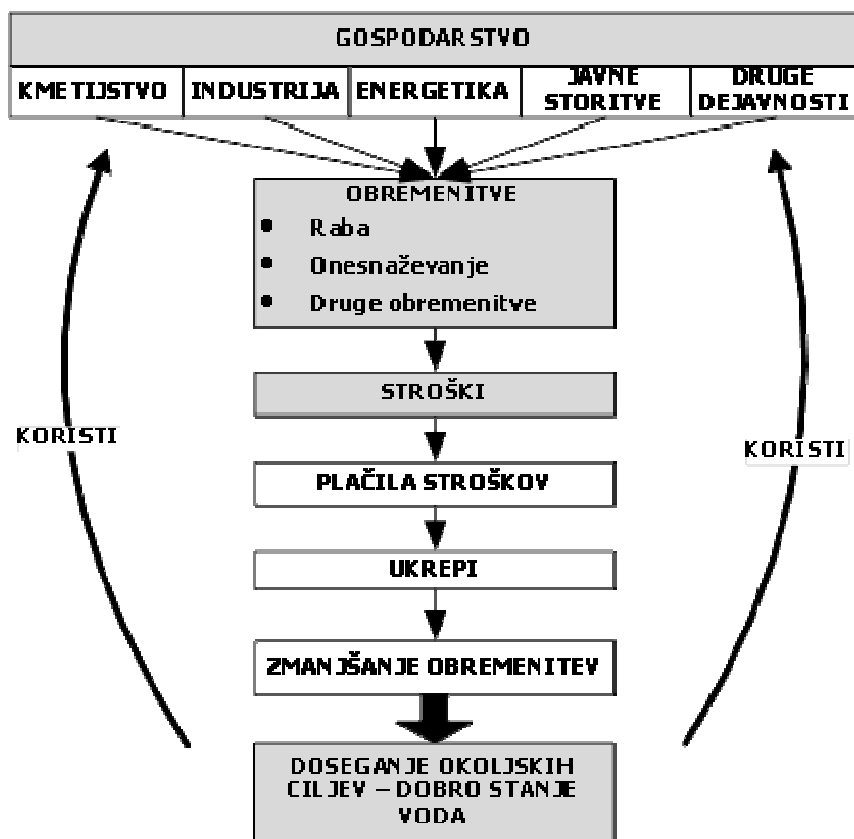 GOSPODARSTVO
KMETIJSTVO
INDUSTRIJA
ENERGETIKA
JAVNE
STORITVE
DRUGE
DEJAVNOSTI
OBREMENITVE
• Raba
• Onesnaževanje
• Druge obremenitve
STROŠKI
KORISTI
KORISTI
PLAČILA STROŠKOV
UKREPI
ZMANJŠANJE OBREMENITEV
DOSEGANJE OKOLJSKIH
CILJEV – DOBRO STANJE
VODA